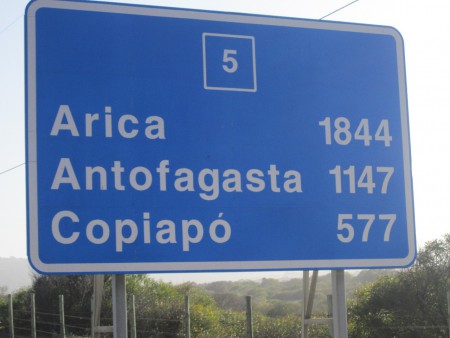 5
Arica 1844
Antofagasta 1147
Copiapó 577